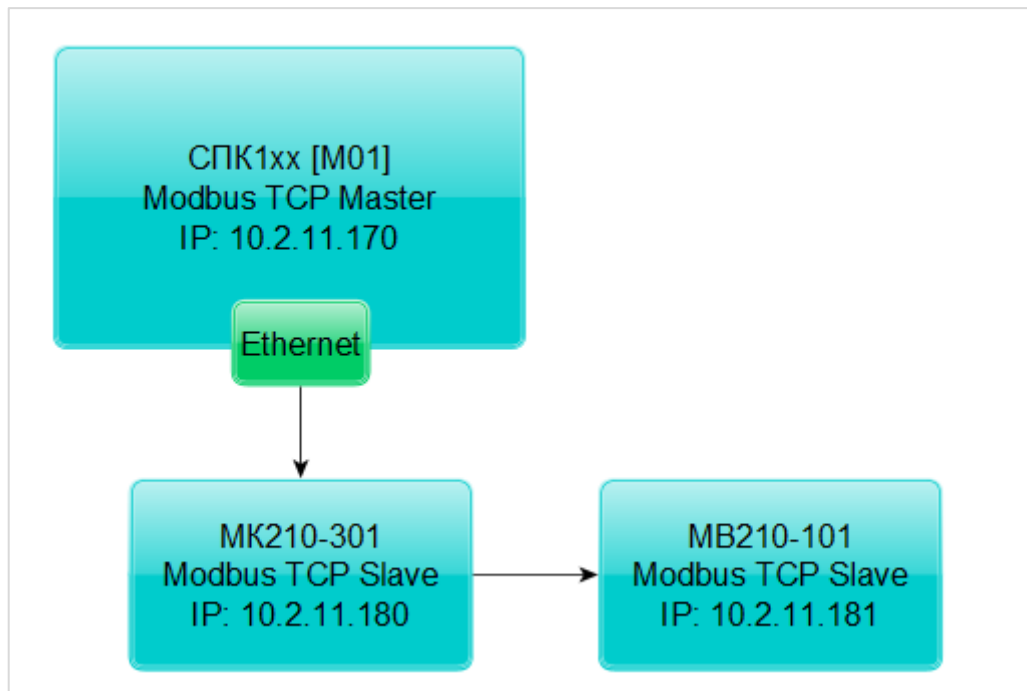 СПК1xx [M01]
Modbus TCP Master
IP: 10.2.11.170
Ethernet
МК210-301
Modbus TCP Slave
IP: 10.2.11.180
МВ210-101
Modbus TCP Slave
IP: 10.2.11.181